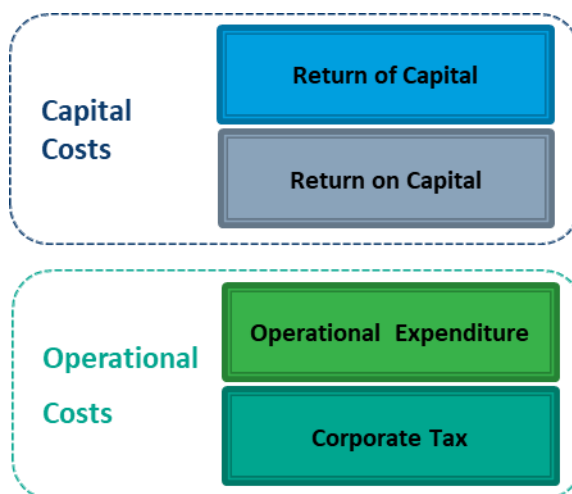 Capital
Costs
Return of Capital
Return on Capital
Operational
Costs
Operational Expenditure
Corporate Tax